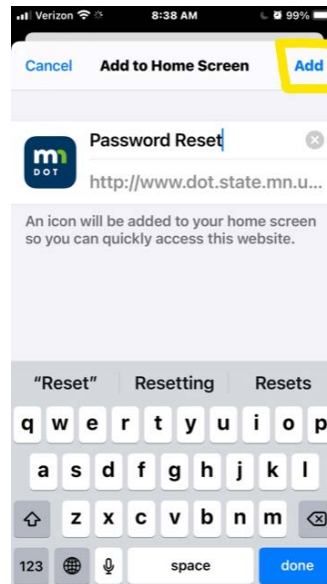 Verizon 8:38 AM 99%
Cancel Add to Home Screen Add
m
DOT
Password Reset
http://www.dot.state.mn.u...
An icon will be added to your home screen
so you can quickly access this website.
"Reset" Resetting Resets
q w e r t y u i o p
a s d f g h j k l
z x c v b n m
123 space done